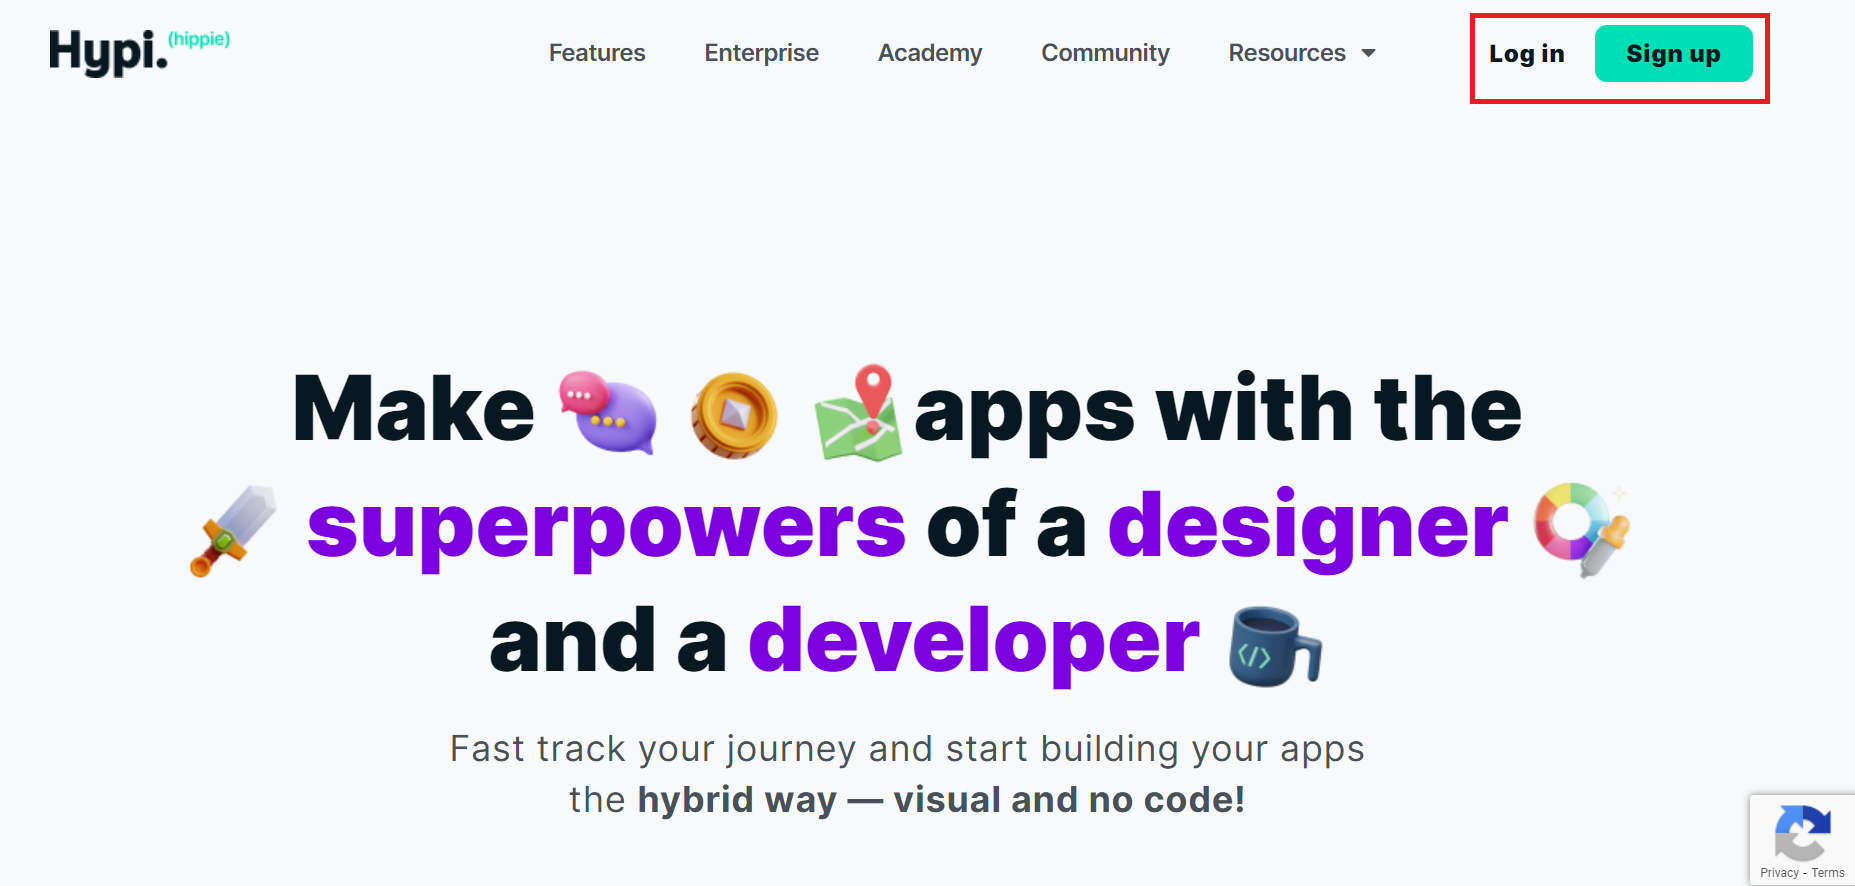 Hypi. (hippie)
Features Enterprise Academy Community Resources Log in Sign up
Make apps with the
superpowers of a designer
and a developer
</>
Fast track your journey and start building your apps
the hybrid way — visual and no code!
Privacy - Terms